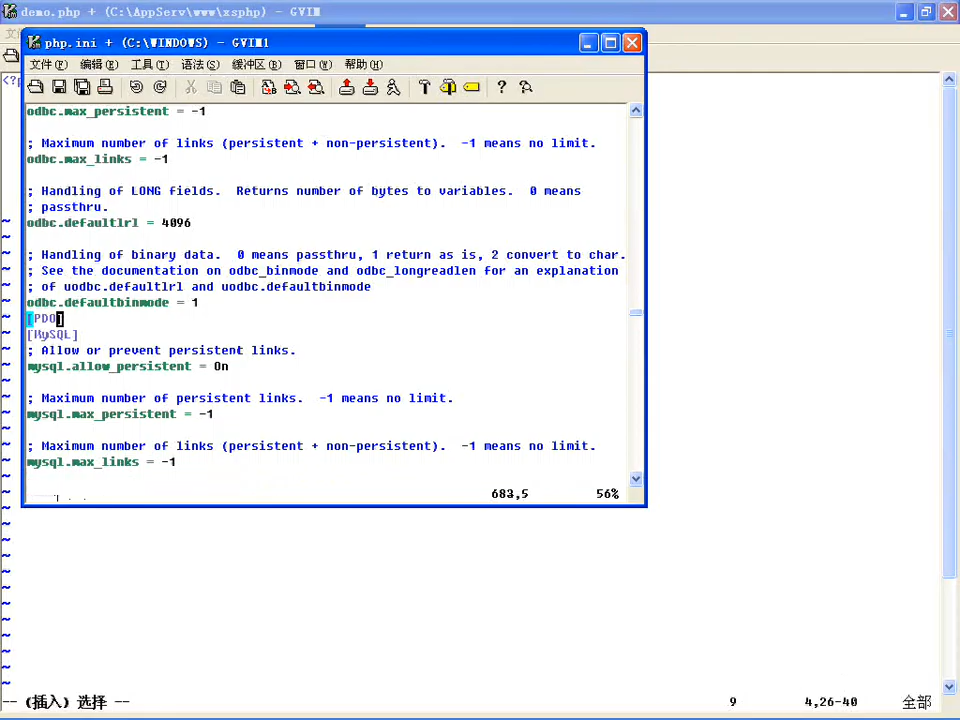 demo.php + (C:\AppServ\www\xsphp) - GVIM
php.ini + (C:\WINDOWS) - GVIM1
文件(F) 编辑(E) 工具(T) 语法(S) 缓冲区(B) 窗口(W) 帮助(H)
odbc.max_persistent = -1
; Maximum number of links (persistent + non-persistent).  -1 means no limit.
odbc.max_links = -1
; Handling of LONG fields.  Returns number of bytes to variables.  0 means
; passthru.
odbc.defaultlrl = 4096
; Handling of binary data.  0 means passthru, 1 return as is, 2 convert to char.
; See the documentation on odbc_binmode and odbc_longreadlen for an explanation
; of uodbc.defaultlrl and uodbc.defaultbinmode
odbc.defaultbinmode = 1
[PDO]
[MySQL]
; Allow or prevent persistent links.
mysql.allow_persistent = On
; Maximum number of persistent links.  -1 means no limit.
mysql.max_persistent = -1
; Maximum number of links (persistent + non-persistent).  -1 means no limit.
mysql.max_links = -1
683,5 56%
-- (插入) 选择 -- 9 4,26-40 全部